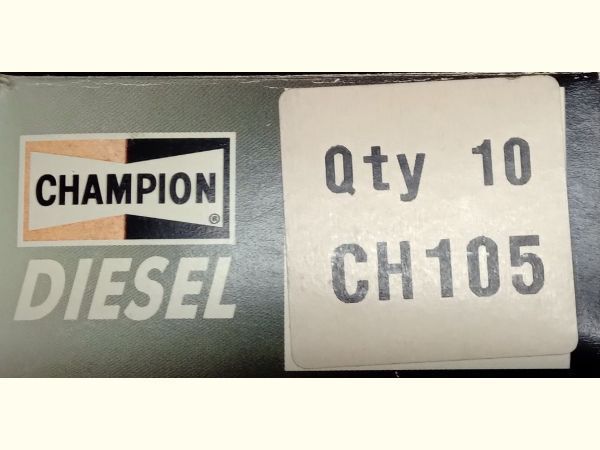 CHAMPION
®
DIESEL
Qty 10
CH105